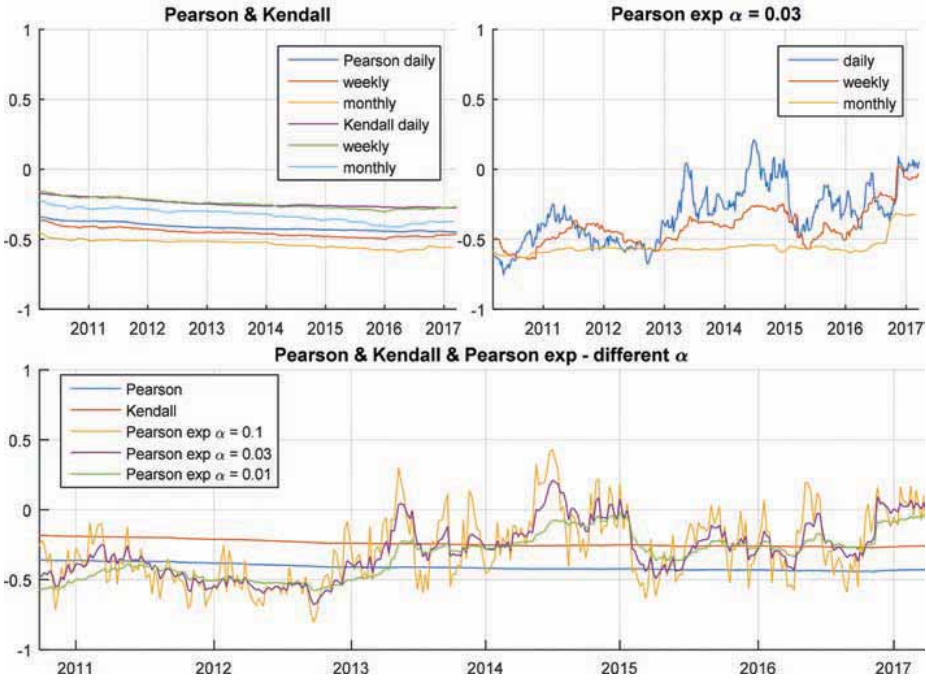 Pearson & Kendall
1
0.5
0
-0.5
-1
Pearson daily
weekly
monthly
Kendall daily
weekly
monthly
2011 2012 2013 2014 2015 2016 2017
Pearson exp α = 0.03
1
0.5
0
-0.5
-1
daily
weekly
monthly
2011 2012 2013 2014 2015 2016 2017
Pearson & Kendall & Pearson exp - different α
1
0.5
0
-0.5
-1
Pearson
Kendall
Pearson exp α = 0.1
Pearson exp α = 0.03
Pearson exp α = 0.01
2011 2012 2013 2014 2015 2016 2017